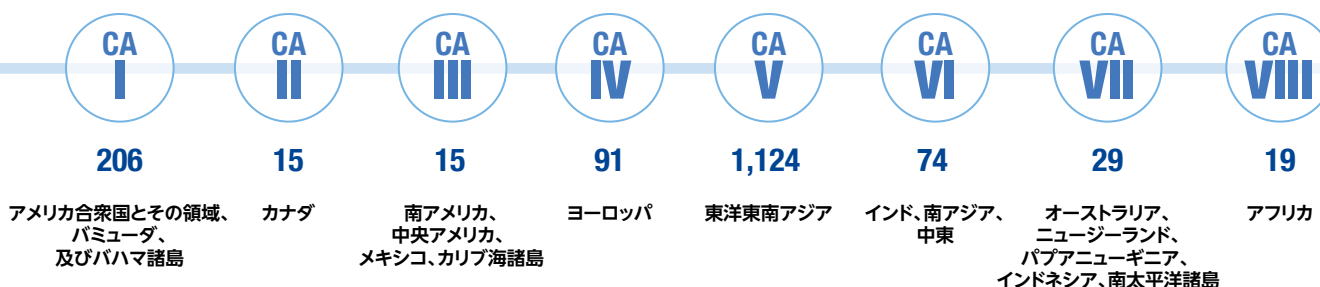 CA
I
206
アメリカ合衆国とその領域、
バミューダ、
及びバハマ諸島
CA
II
15
カナダ
CA
III
15
南アメリカ、
中央アメリカ、
メキシコ、カリブ海諸島
CA
IV
91
ヨーロッパ
CA
V
1,124
東洋東南アジア
CA
VI
74
インド、南アジア、
中東
CA
VII
29
オーストラリア、
ニュージーランド、
パプアニューギニア、
インドネシア、南太平洋諸島
CA
VIII
19
アフリカ